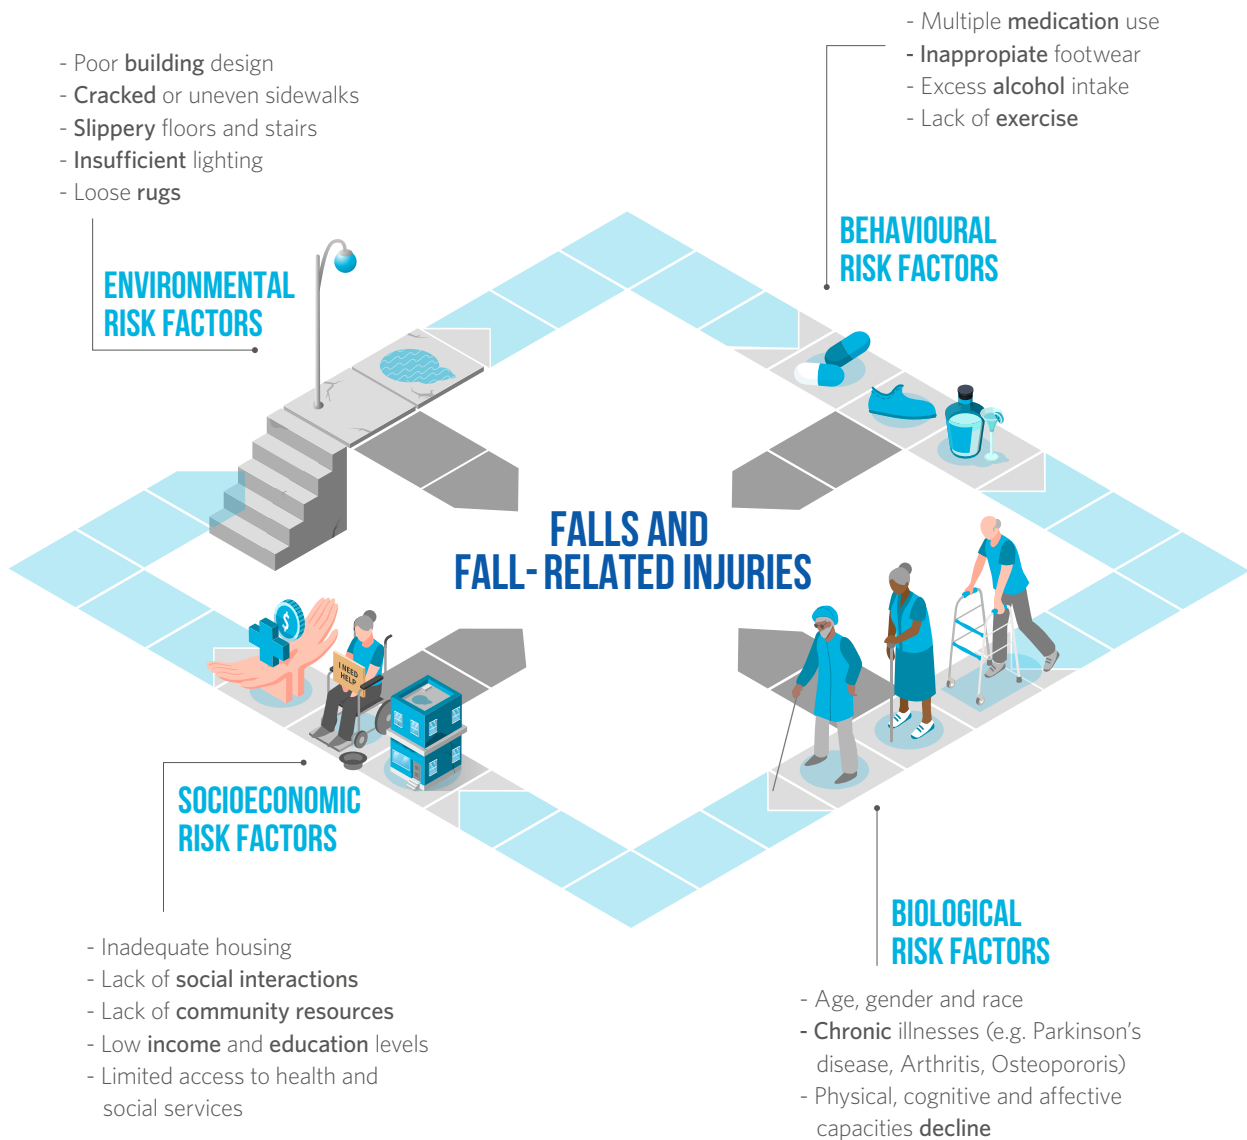 - Poor building design
- Cracked or uneven sidewalks
- Slippery floors and stairs
- Insufficient lighting
- Loose rugs
ENVIRONMENTAL
RISK FACTORS
- Multiple medication use
- Inappropiate footwear
- Excess alcohol intake
- Lack of exercise
BEHAVIOURAL
RISK FACTORS
FALLS AND
FALL- RELATED INJURIES
$
I NEED
HELP
SOCIOECONOMIC
RISK FACTORS
- Inadequate housing
- Lack of social interactions
- Lack of community resources
- Low income and education levels
- Limited access to health and
social services
BIOLOGICAL
RISK FACTORS
- Age, gender and race
- Chronic illnesses (e.g. Parkinson's
disease, Arthritis, Osteopororis)
- Physical, cognitive and affective
capacities decline